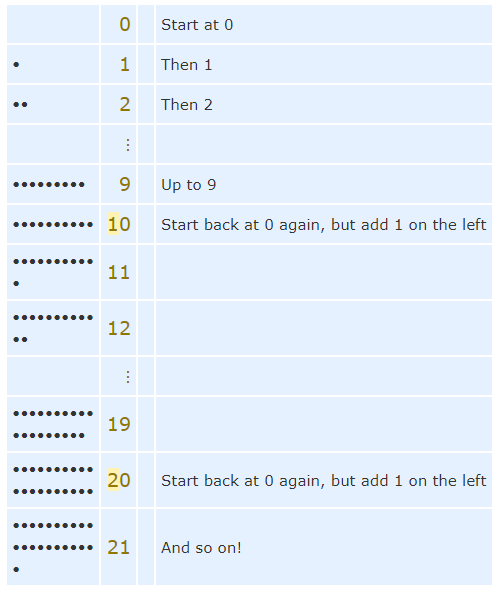 0 Start at 0
• 1 Then 1
•• 2 Then 2
⋮
••••••••• 9 Up to 9
•••••••••• 10 Start back at 0 again, but add 1 on the left
••••••••••
• 11
••••••••••
•• 12
⋮
••••••••••
••••••••• 19
••••••••••
•••••••••• 20 Start back at 0 again, but add 1 on the left
••••••••••
••••••••••
• 21 And so on!